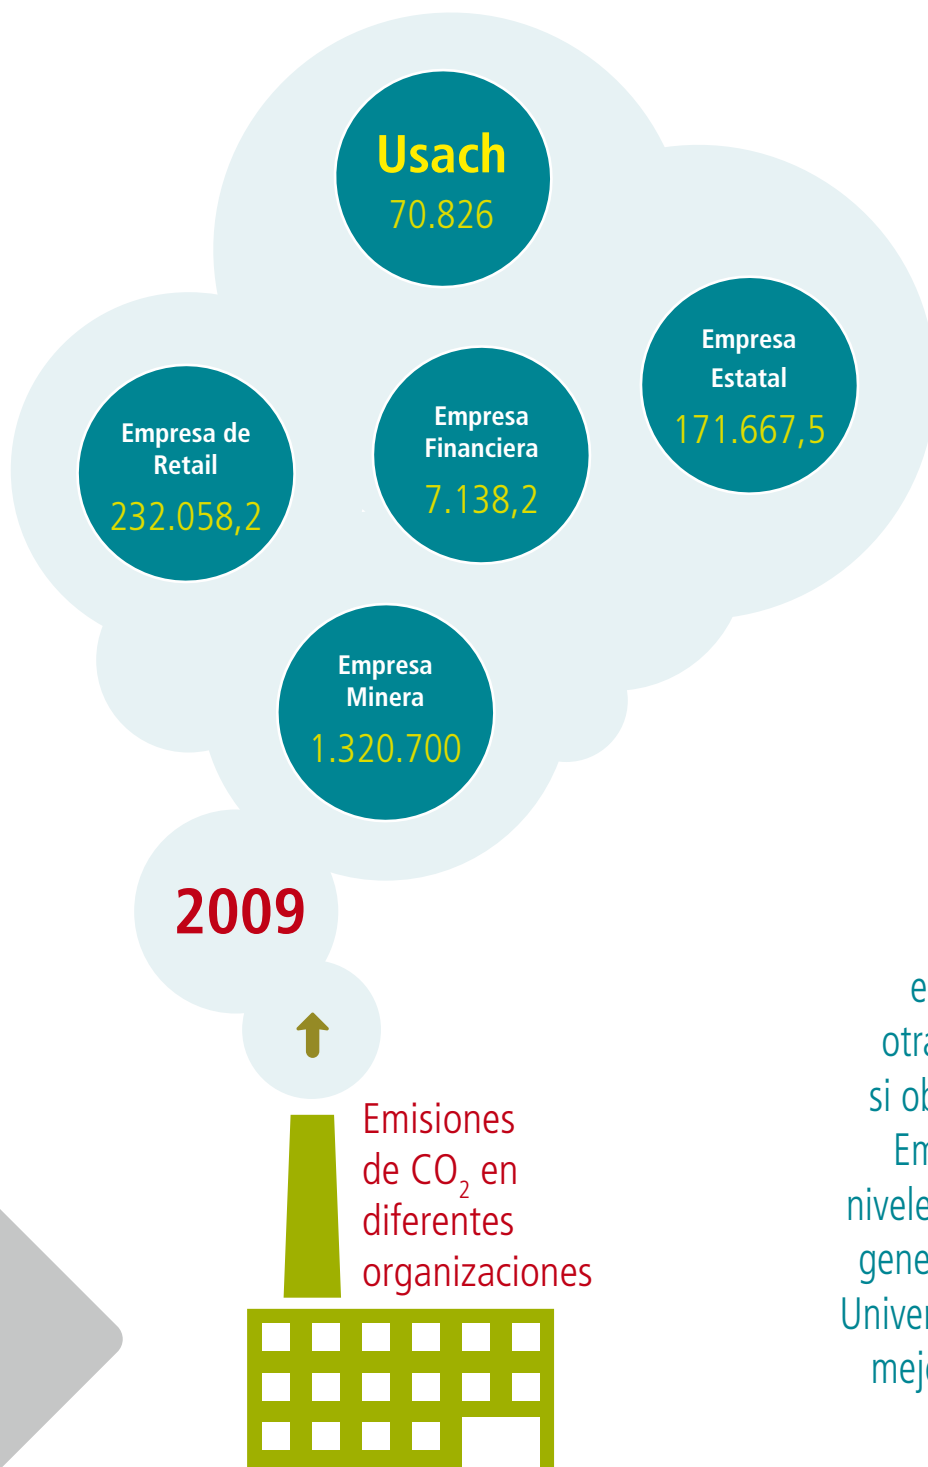 Usach
70.826
Empresa
Estatal
171.667,5
Empresa de
Retail
232.058,2
Empresa
Financiera
7.138,2
Empresa
Minera
1.320.700
2009
Emisiones
de CO₂ en
diferentes
organizaciones
si